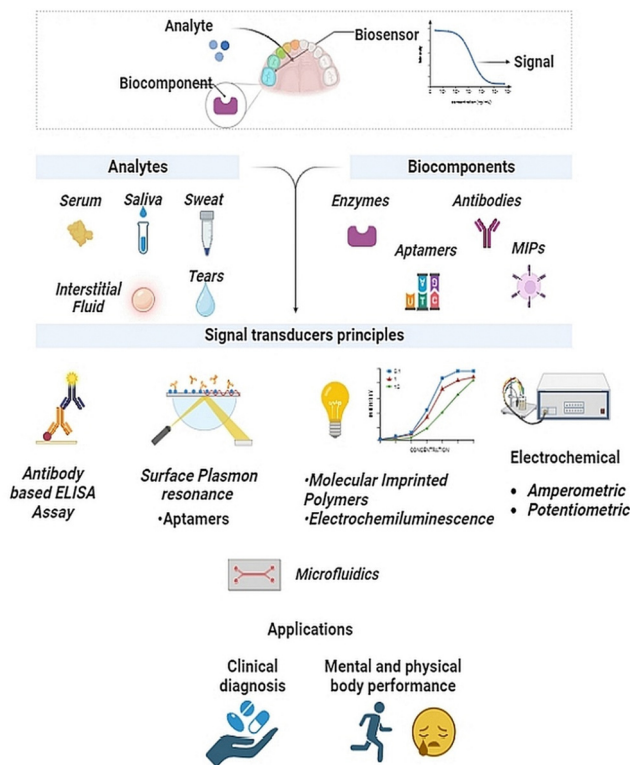 Analyte
Biosensor
Signal
Biocomponent
Analytes
Biocomponents
Serum
Saliva
Sweat
Enzymes
Antibodies
Aptamers
MIPs
Interstitial
Fluid
Tears
Signal transducers principles
CONCENTRATION
Antibody
based ELISA
Assay
Surface Plasmon
resonance
•Aptamers
•Molecular Imprinted
Polymers
•Electrochemiluminescence
Electrochemical
• Amperometric
• Potentiometric
Microfluidics
Applications
Clinical
diagnosis
Mental and physical
body performance